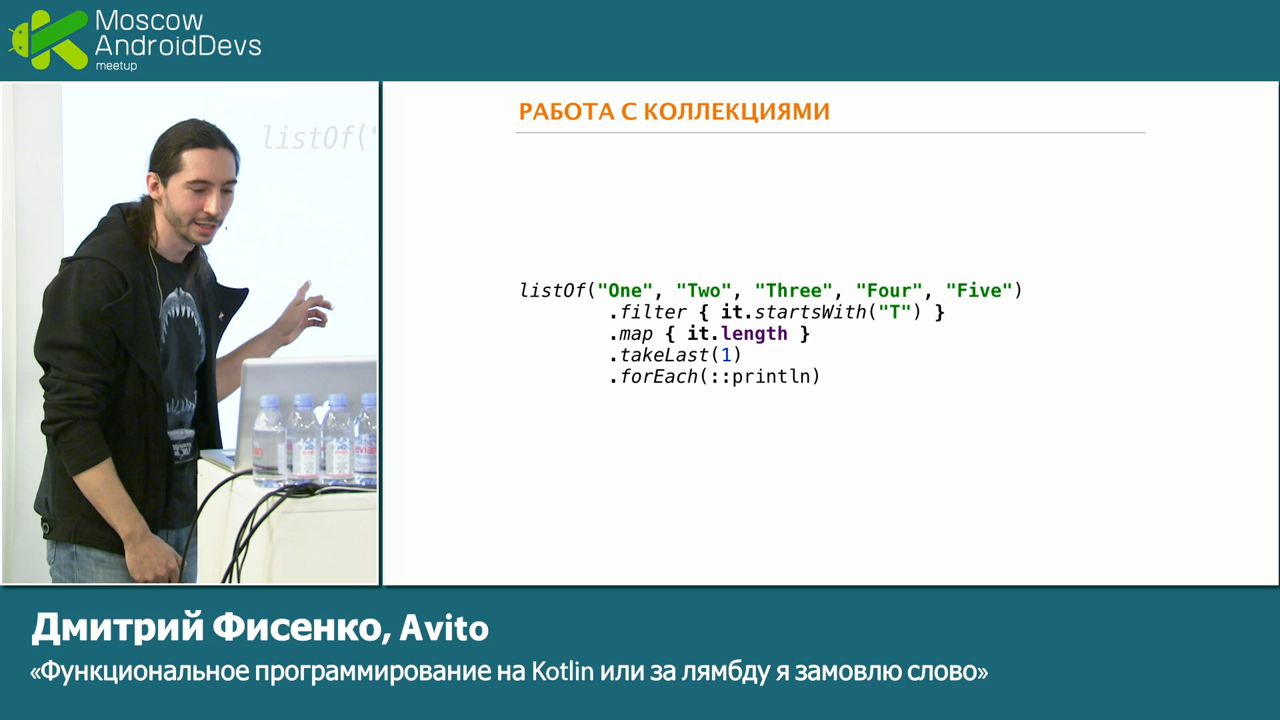 Moscow
AndroidDevs
meetup
listOf("
РАБОТА С КОЛЛЕКЦИЯМИ
listOf("One", "Two", "Three", "Four", "Five")
.filter { it.startsWith("T") }
.map { it.length }
.takeLast(1)
.forEach(::println)
evian
Дмитрий Фисенко, Avito
«Функциональное программирование на Kotlin или за лямбду я замовлю слово»